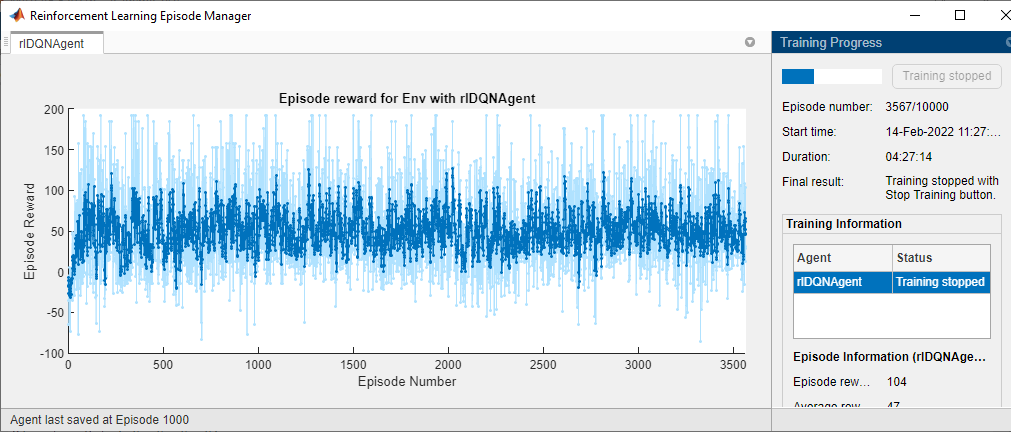 Reinforcement Learning Episode Manager
rlDQNAgent
Episode reward for Env with rlDQNAgent
200
150
100
50
0
-50
-100
Episode Reward
0 500 1000 1500 2000 2500 3000 3500
Episode Number
Agent last saved at Episode 1000
Training Progress
Training stopped
Episode number: 3567/10000
Start time: 14-Feb-2022 11:27:...
Duration: 04:27:14
Final result: Training stopped with
Stop Training button.
Training Information
Agent Status
rlDQNAgent Training stopped
Episode Information (rlDQNAge...
Episode rew... 104
Average rew... 47